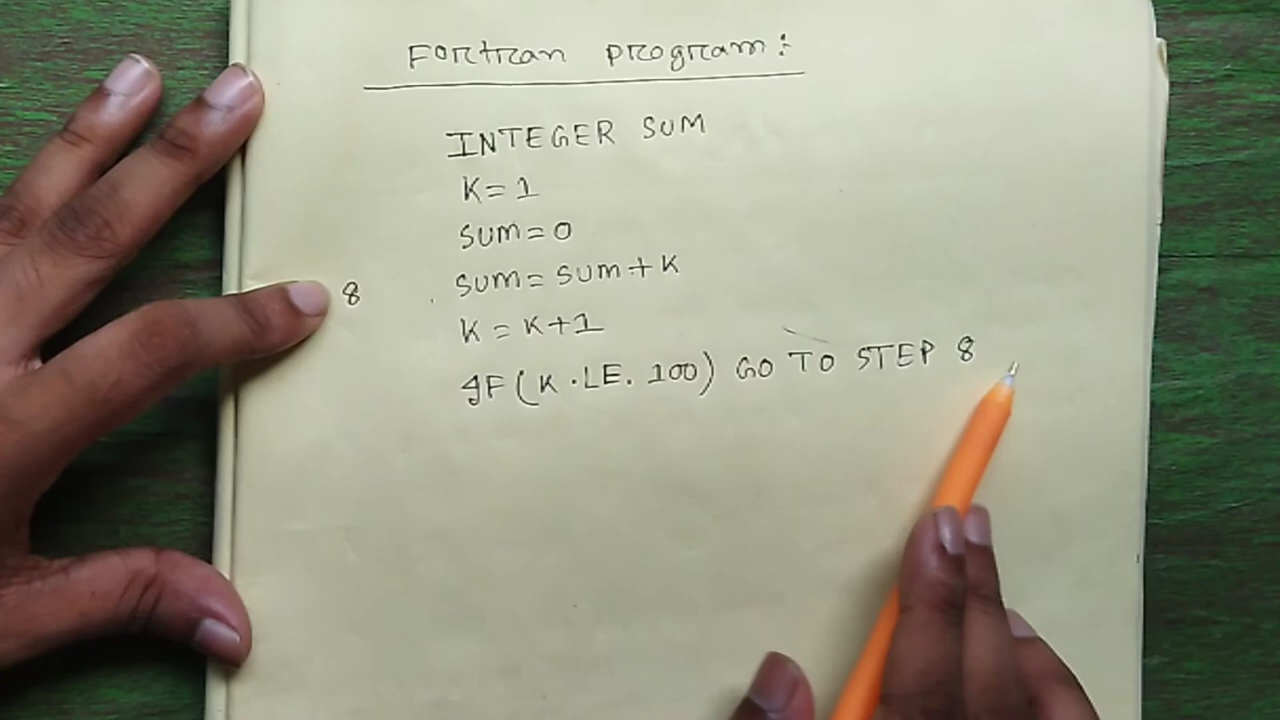 Fortran program:
INTEGER SUM
K=1
SUM=0
8 SUM=SUM+K
K=K+1
IF(K.LE.100) GO TO STEP 8